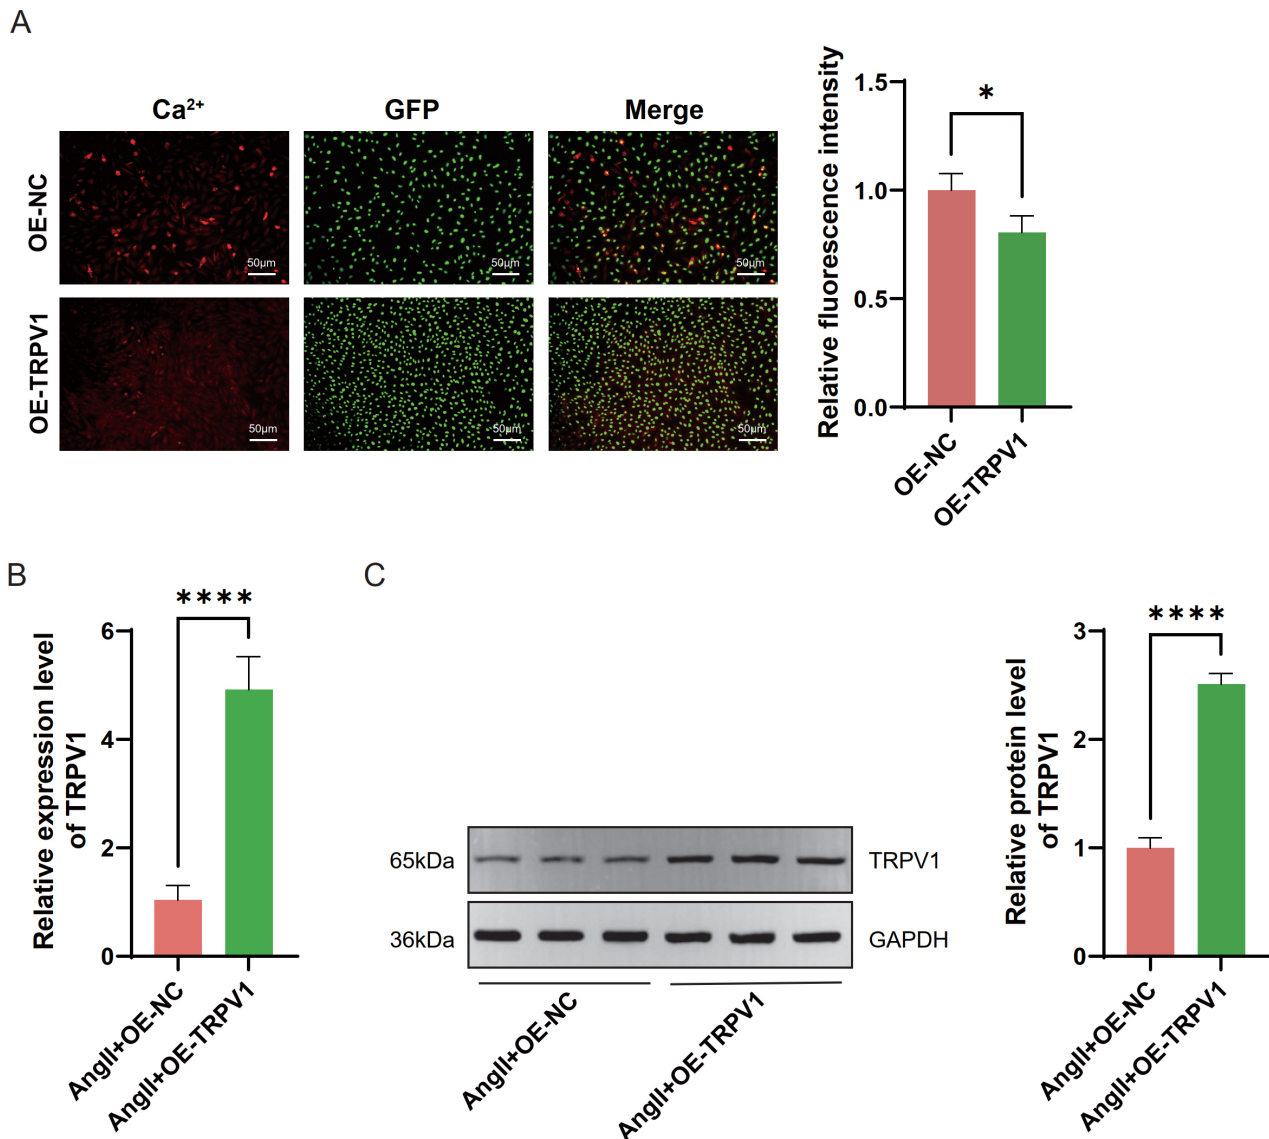 A
Ca²⁺ GFP Merge
OE-NC
50µm 50µm 50µm
OE-TRPV1
50µm 50µm 50µm
Relative fluorescence intensity
1.5
1.0
0.5
0.0
*
OE-NC
OE-TRPV1
B
Relative expression level
of TRPV1
6
4
2
0
****
AngII+OE-NC
AngII+OE-TRPV1
C
65kDa TRPV1
36kDa GAPDH
AngII+OE-NC
AngII+OE-TRPV1
Relative protein level
of TRPV1
3
2
1
0
****
AngII+OE-NC
AngII+OE-TRPV1